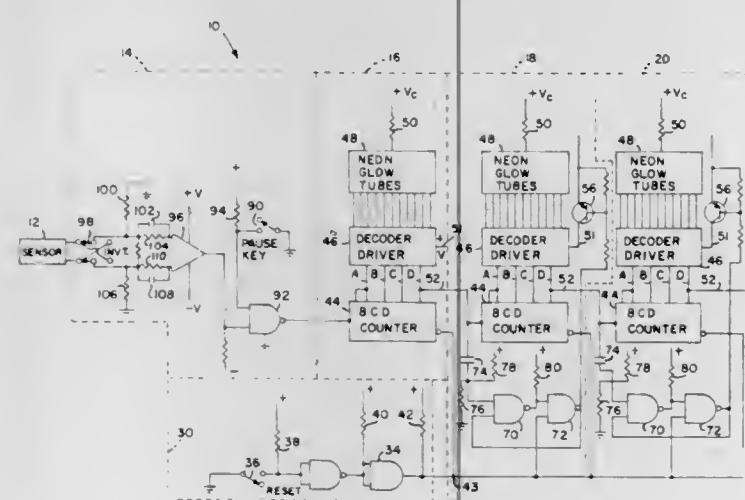 10
14
16
18
20
+Vc
+Vc
+Vc
50
50
50
48
48
48
NEON
GLOW
TUBES
NEON
GLOW
TUBES
NEON
GLOW
TUBES
100
102
96
+V
94
90
56
56
12
98
SENSOR
INVT.
104
110
PAUSE
KEY
46
DECODER
DRIVER
+
V
51
46
DECODER
DRIVER
51
DECODER
DRIVER
51
46
106
108
-V
92
A B C D
52
A B C D
52
A B C D
52
44
BCD
COUNTER
44
BCD
COUNTER
44
BCD
COUNTER
74
78
80
74
78
80
76
70
72
76
70
72
30
36
38
40
42
34
RESET
43